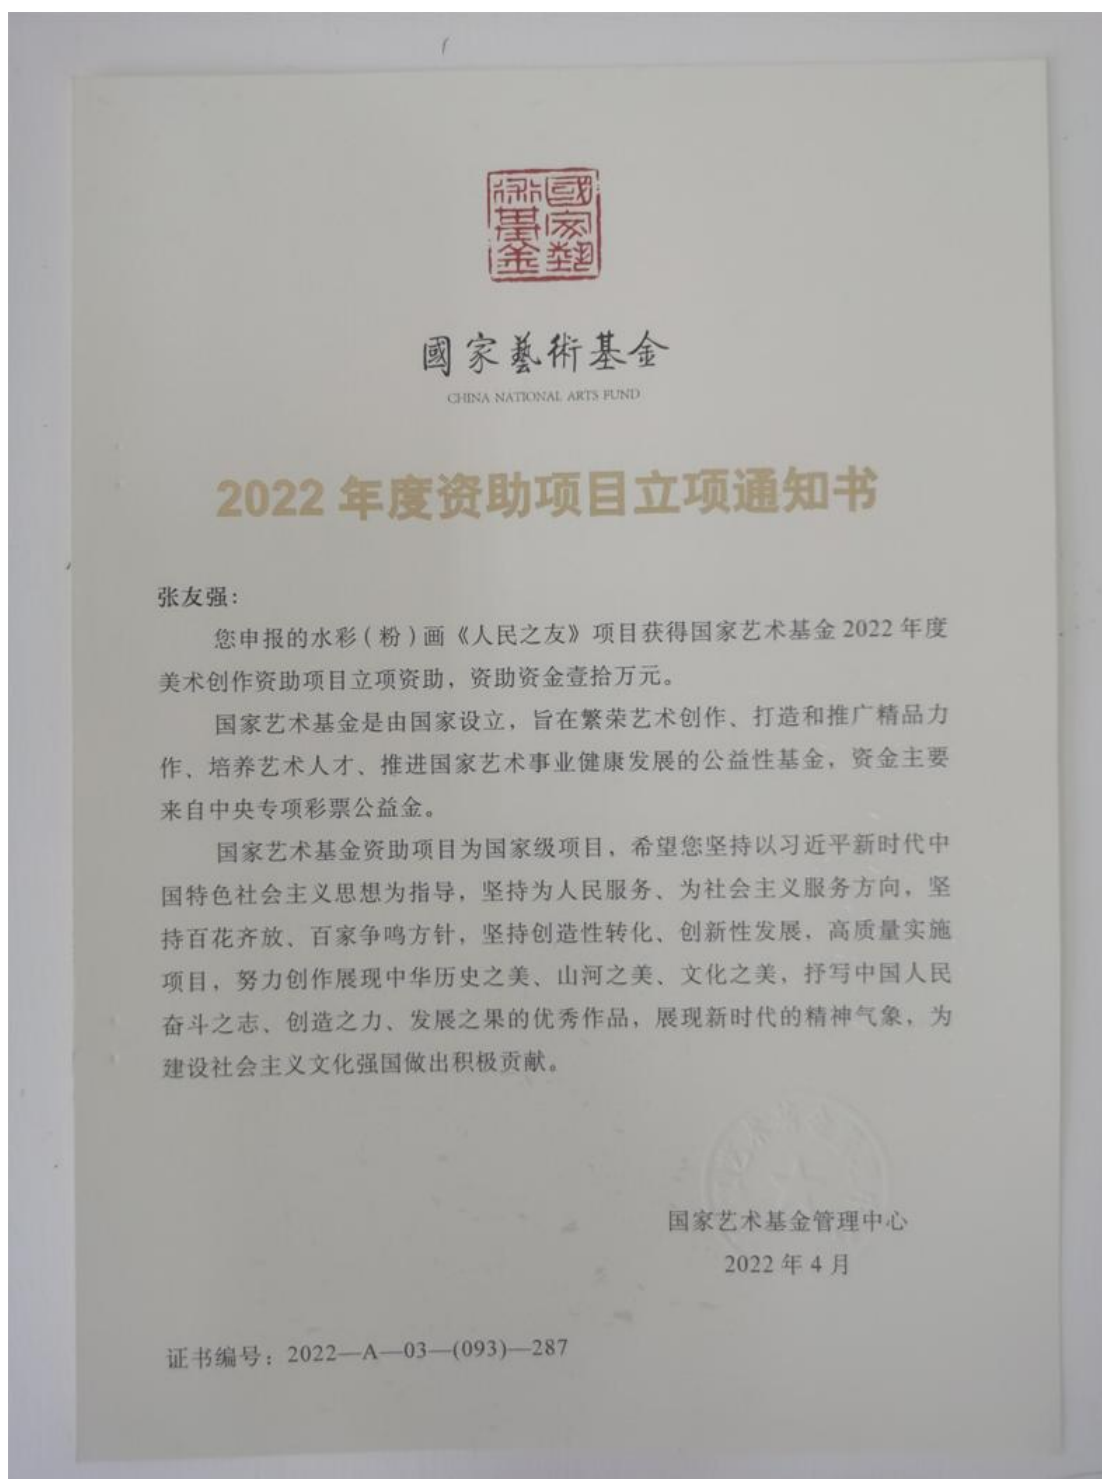 國家藝
術基金
國家藝術基金
CHINA NATIONAL ARTS FUND
2022 年度资助项目立项通知书
张友强：
您申报的水彩（粉）画《人民之友》项目获得国家艺术基金 2022 年度
美术创作资助项目立项资助，资助资金壹拾万元。
国家艺术基金是由国家设立，旨在繁荣艺术创作、打造和推广精品力
作、培养艺术人才、推进国家艺术事业健康发展的公益性基金，资金主要
来自中央专项彩票公益金。
国家艺术基金资助项目为国家级项目，希望您坚持以习近平新时代中
国特色社会主义思想为指导，坚持为人民服务、为社会主义服务方向，坚
持百花齐放、百家争鸣方针，坚持创造性转化、创新性发展，高质量实施
项目，努力创作展现中华历史之美、山河之美、文化之美，抒写中国人民
奋斗之志、创造之力、发展之果的优秀作品，展现新时代的精神气象，为
建设社会主义文化强国做出积极贡献。
国家艺术基金管理中心
2022 年 4 月
证书编号：2022—A—03—(093)—287